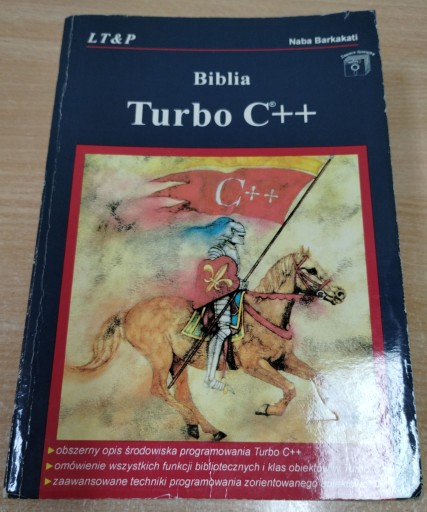 LT&P
Naba Barkakati
Biblia
Turbo C®++
C++
obszerny opis środowiska programowania Turbo C++
omówienie wszystkich funkcji bibliotecznych i klas
zaawansowane techniki programowania zorientowanego